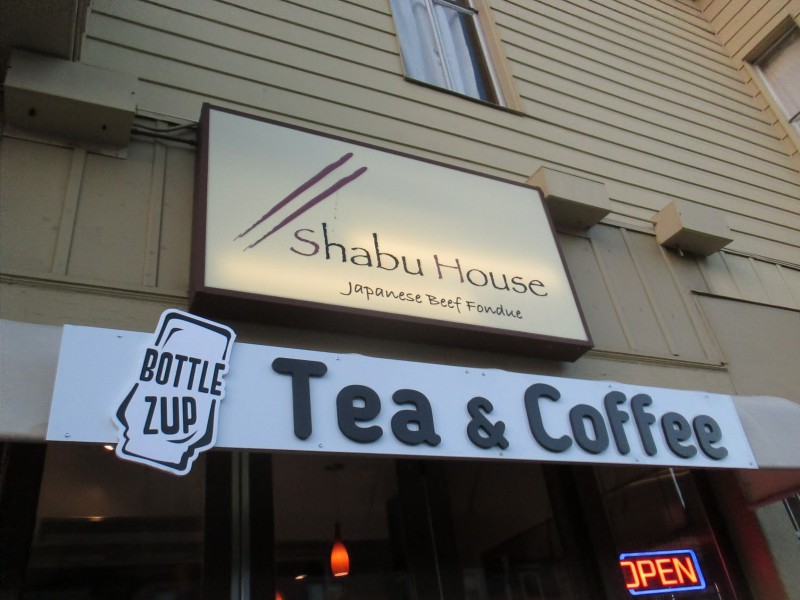 Shabu House
Japanese Beef Fondue
BOTTLE
ZUP
Tea & Coffee
OPEN